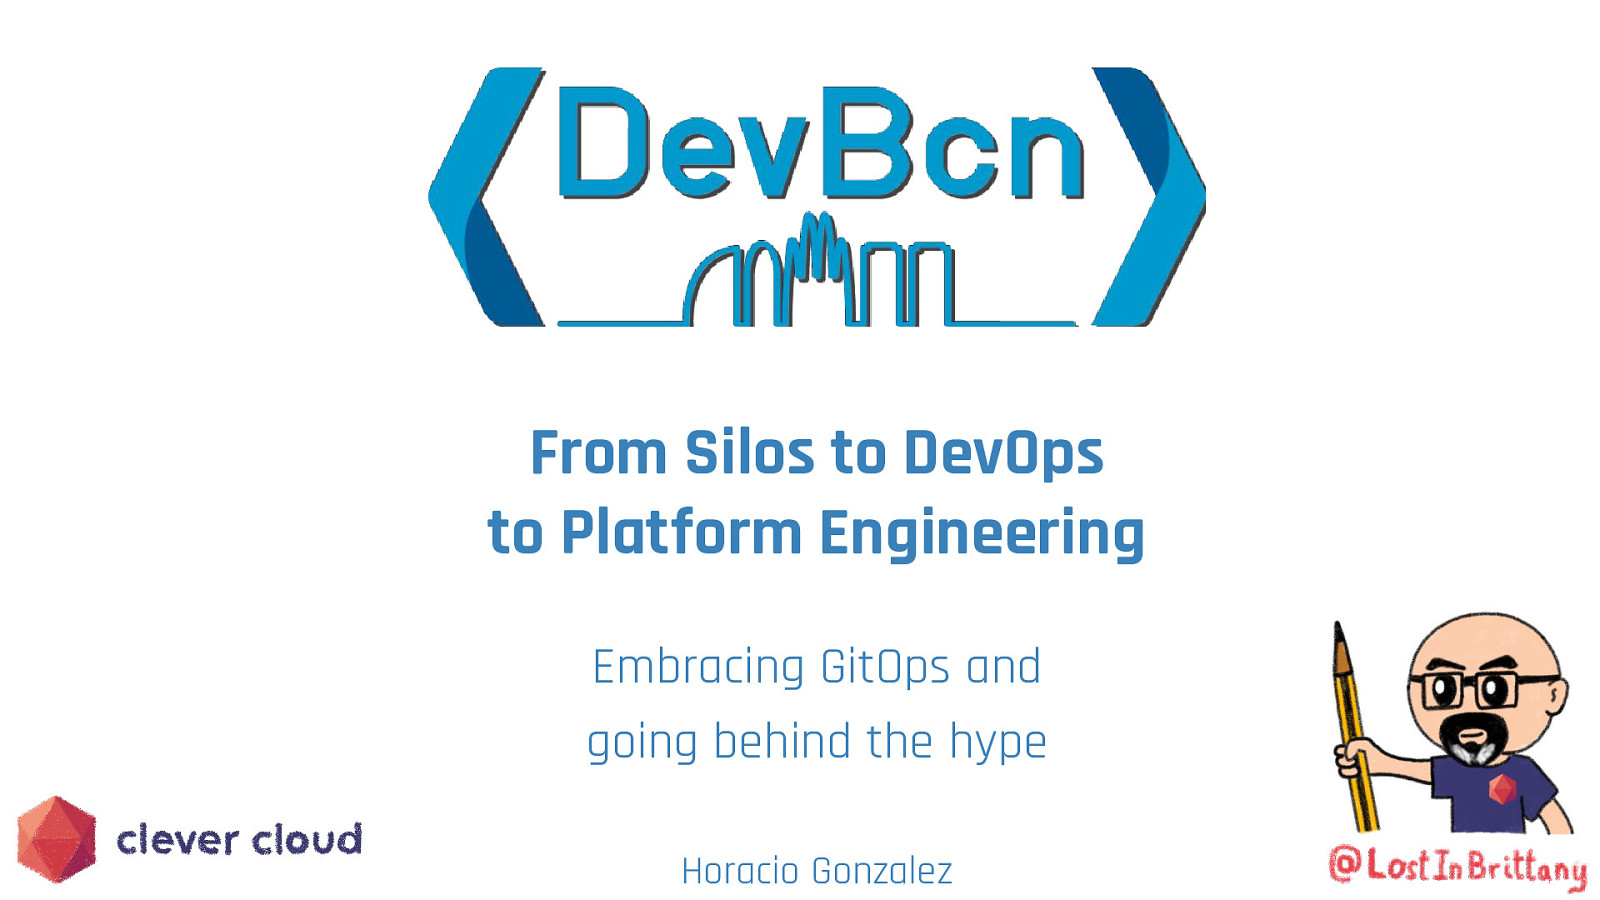 DevBcn
From Silos to DevOps
to Platform Engineering
Embracing GitOps and
going behind the hype
clever cloud
Horacio Gonzalez
@LostInBrittany